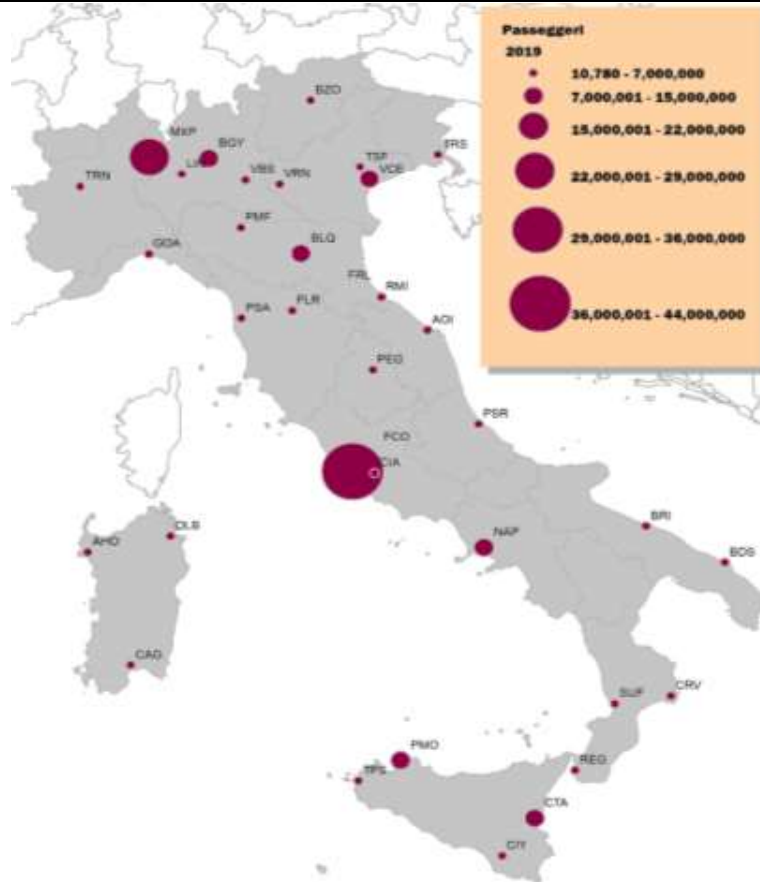 Passeggeri
2019
10,780 - 7,000,000
7,000,001 - 15,000,000
15,000,001 - 22,000,000
22,000,001 - 29,000,000
29,000,001 - 36,000,000
36,000,001 - 44,000,000
BZO
MXP
BGY
TSF
TRS
TRN
VBS
VRN
VCE
PMF
GOA
BLQ
FRL
RMI
PSA
FLR
AOI
PEG
PSR
FCO
CIA
OLB
AHO
NAP
BRI
BDS
CAG
SUF
CRV
PMO
REG
TPS
CTA
CIY